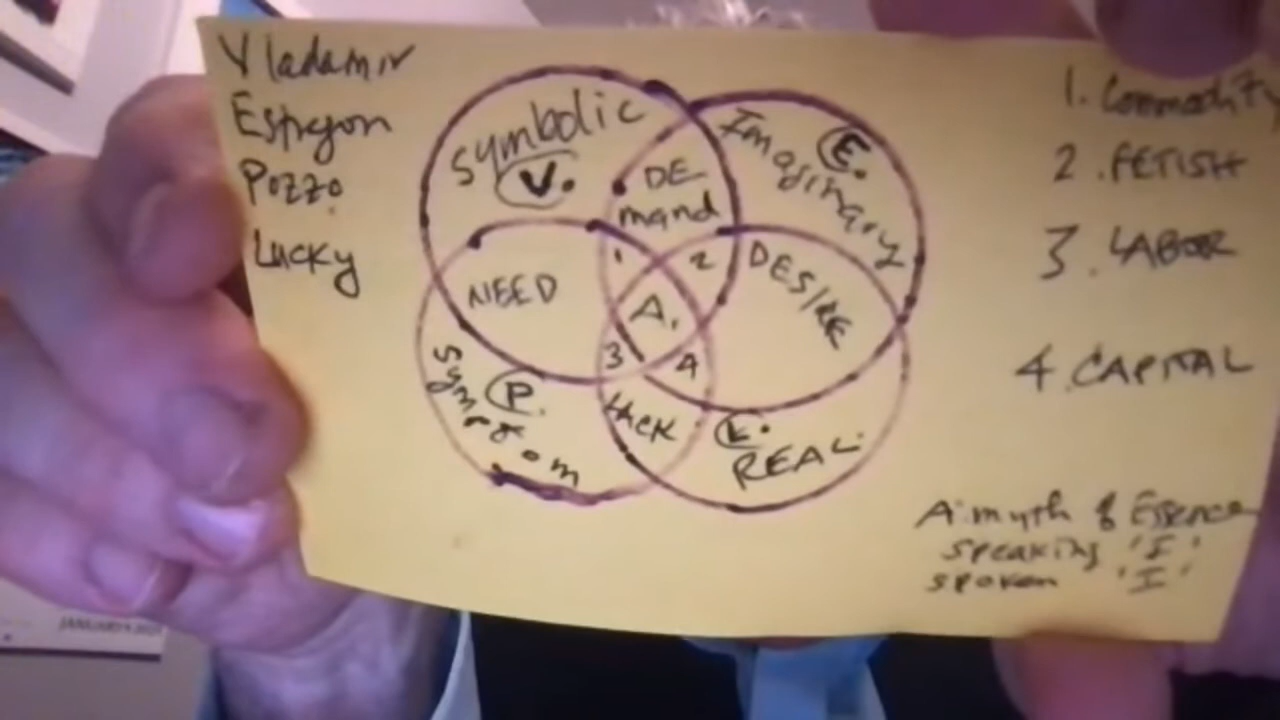 Vladamir
Estragon
Pozzo
Lucky
Symbolic
V.
Imaginary
E.
DE
mand
NEED
1
2
DESIRE
A.
3
4
Symptom
P.
LACK
L.
REAL
1. Commodity
2. FETISH
3. LABOR
4. CAPITAL
A: myth of Essence
speaking 'I'
spoken 'I'